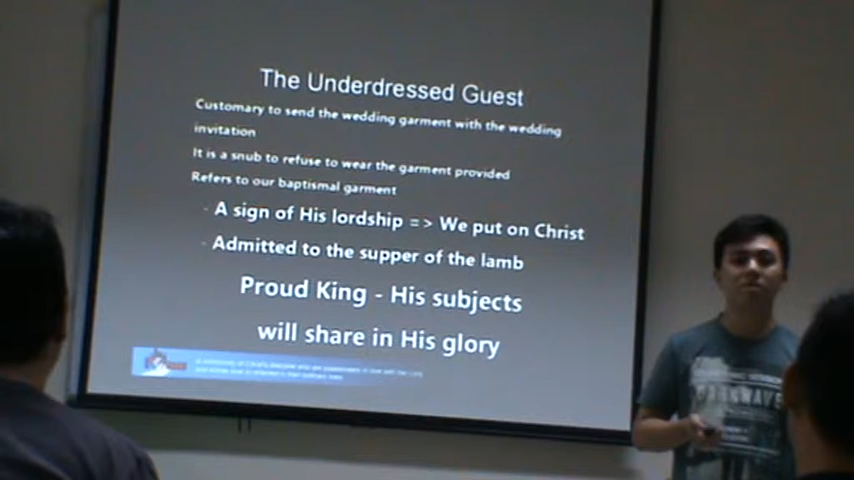 The Underdressed Guest
Customary to send the wedding garment with the wedding
invitation
It is a snub to refuse to wear the garment provided
Refers to our baptismal garment
- A sign of His lordship => We put on Christ
- Admitted to the supper of the lamb
Proud King - His subjects
will share in His glory